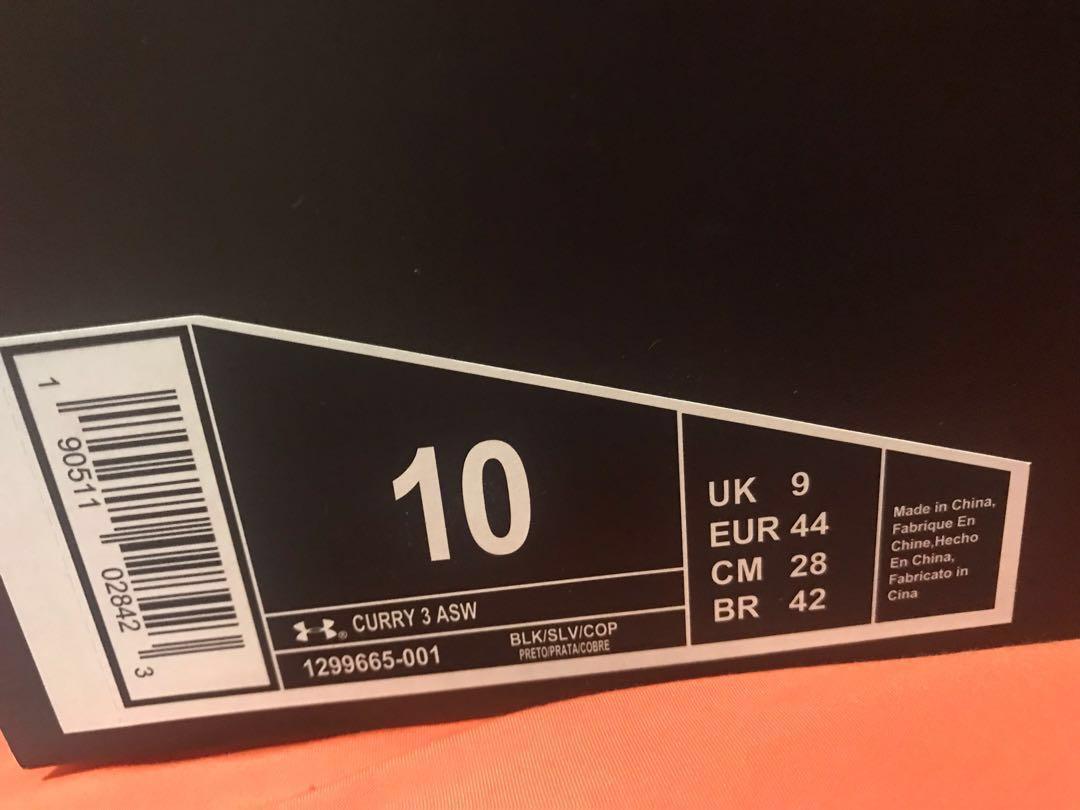 1 90511 02842 3
10
® CURRY 3 ASW
1299665-001
BLK/SLV/COP
PRETO/PRATA/COBRE
UK 9
EUR 44
CM 28
BR 42
Made in China,
Fabrique En
Chine,Hecho
En China,
Fabricato in
Cina